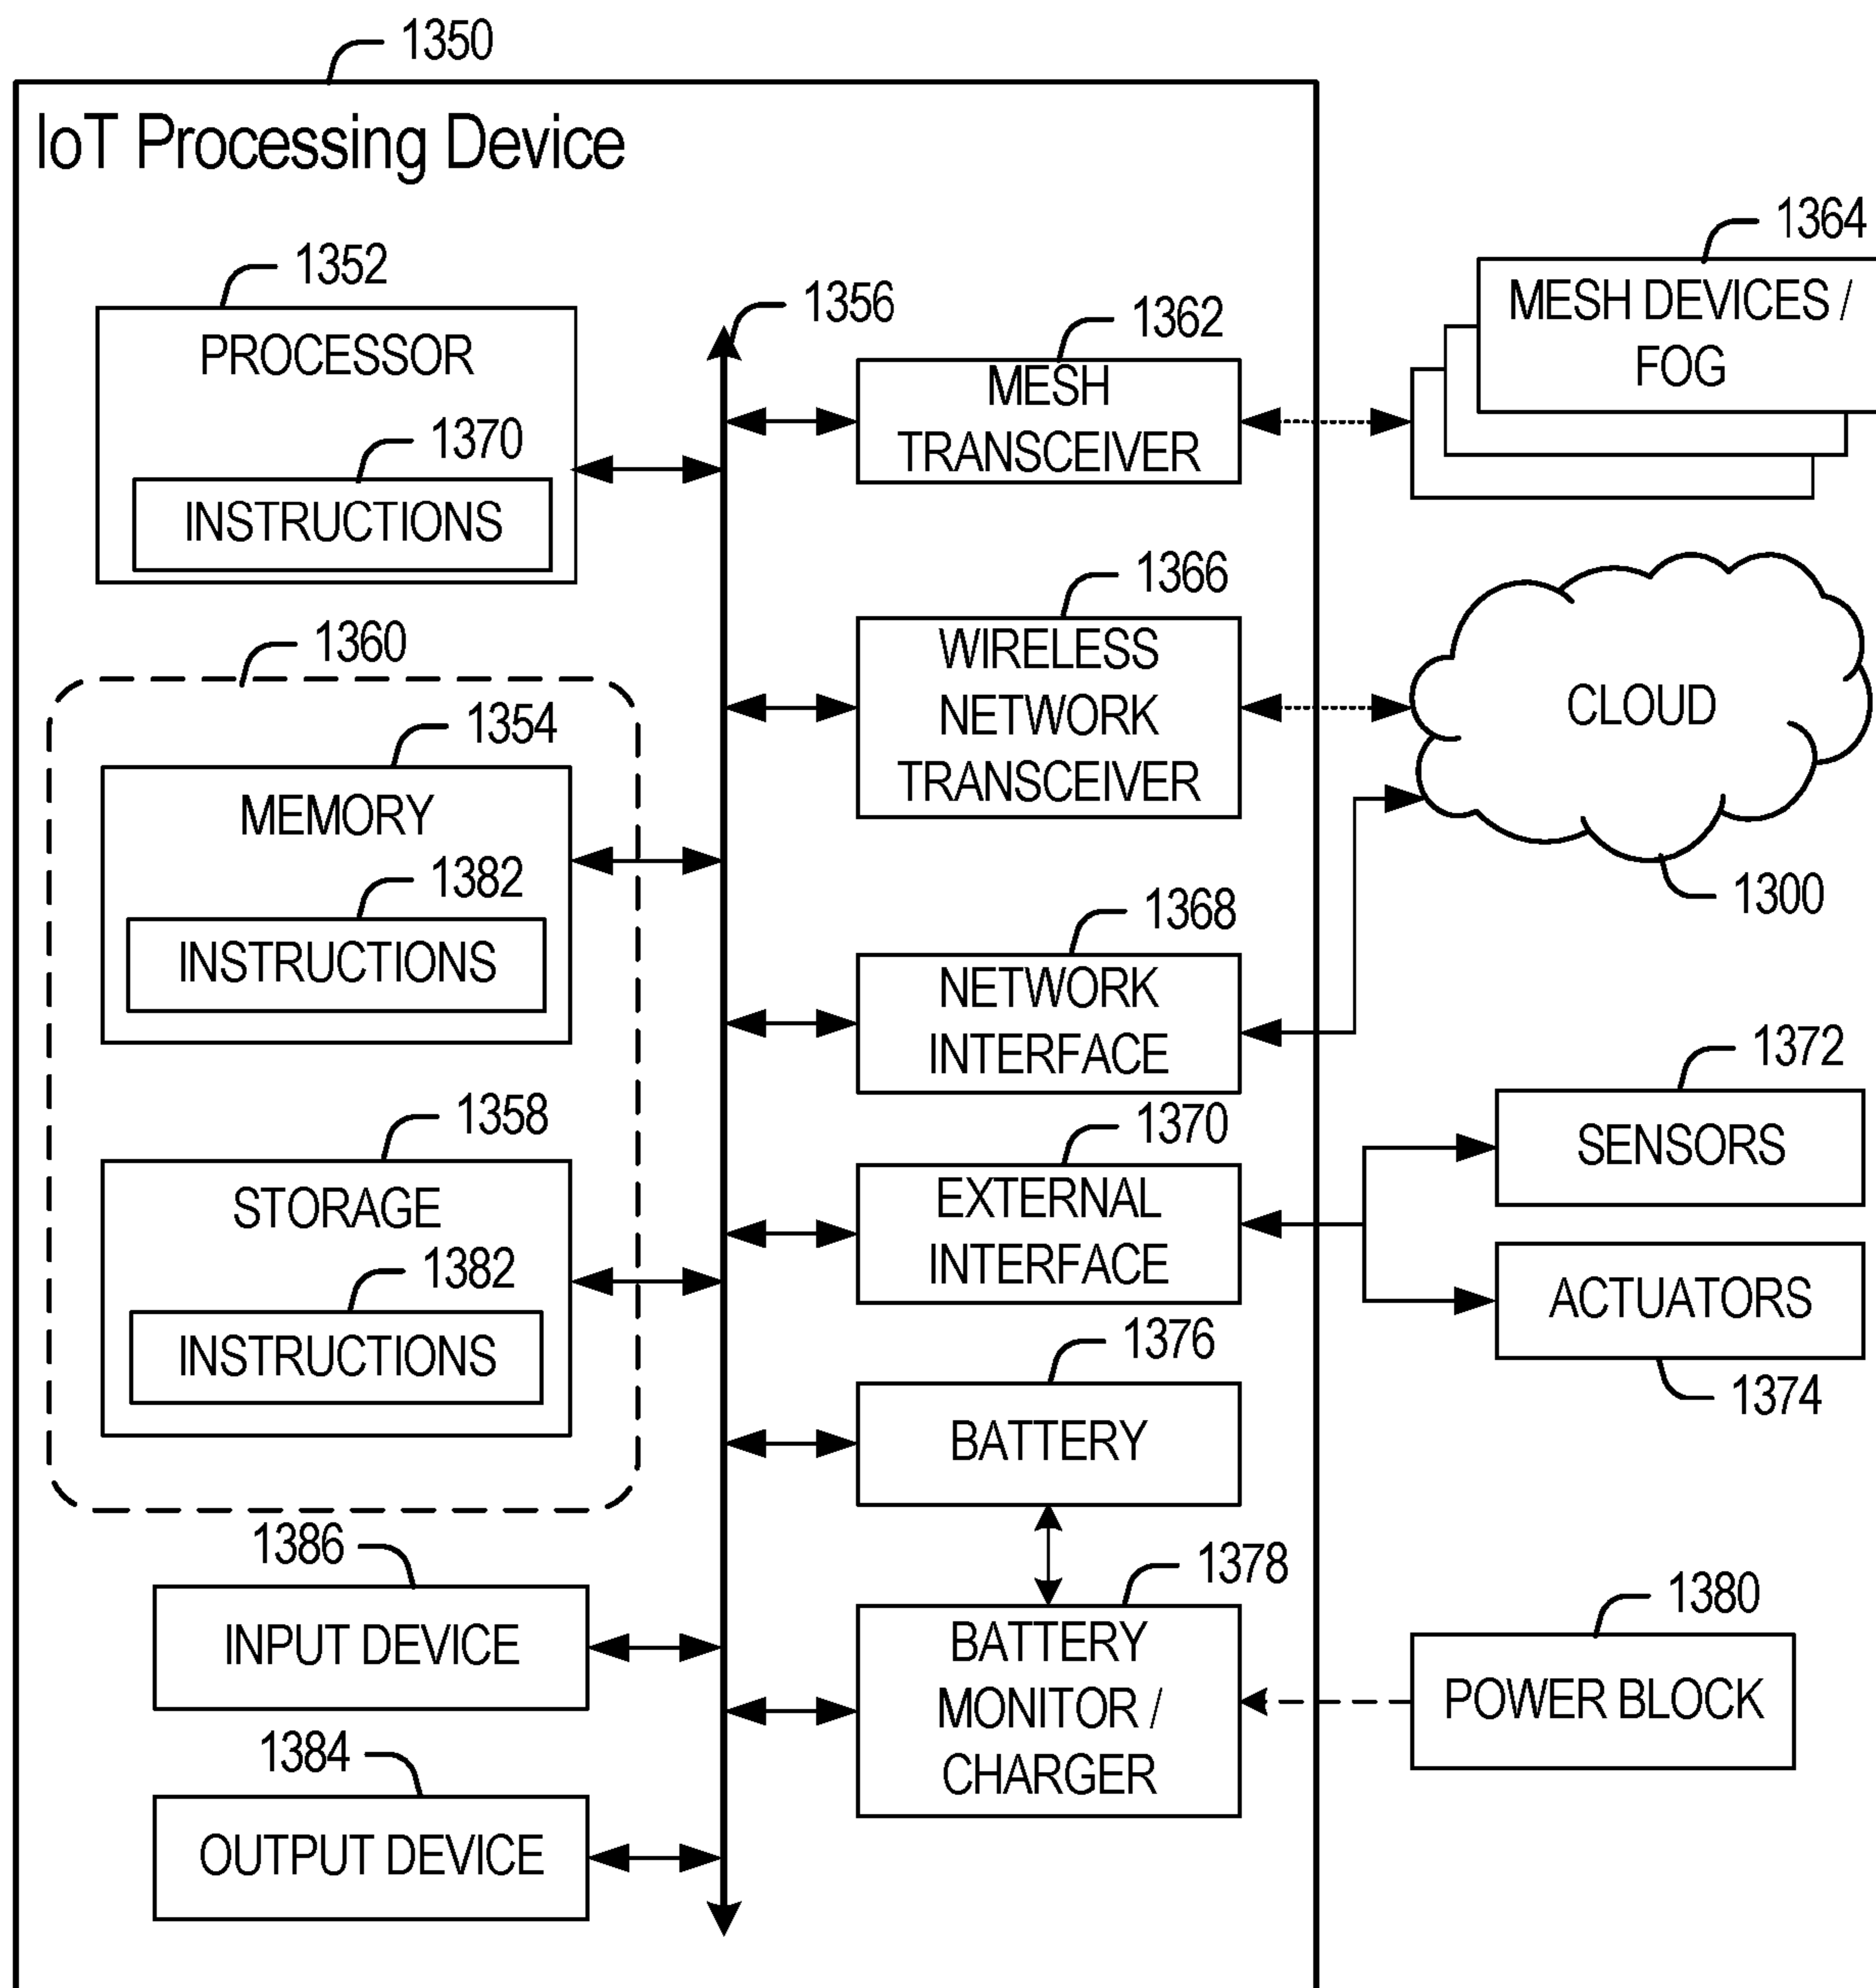 1350
IoT Processing Device
1352
PROCESSOR
1370
INSTRUCTIONS
1360
1354
MEMORY
1382
INSTRUCTIONS
1358
STORAGE
1382
INSTRUCTIONS
1386
INPUT DEVICE
1384
OUTPUT DEVICE
1356
1362
MESH
TRANSCEIVER
1366
WIRELESS
NETWORK
TRANSCEIVER
1368
NETWORK
INTERFACE
1370
EXTERNAL
INTERFACE
1376
BATTERY
1378
BATTERY
MONITOR /
CHARGER
1364
MESH DEVICES /
FOG
CLOUD
1300
1372
SENSORS
ACTUATORS
1374
1380
POWER BLOCK